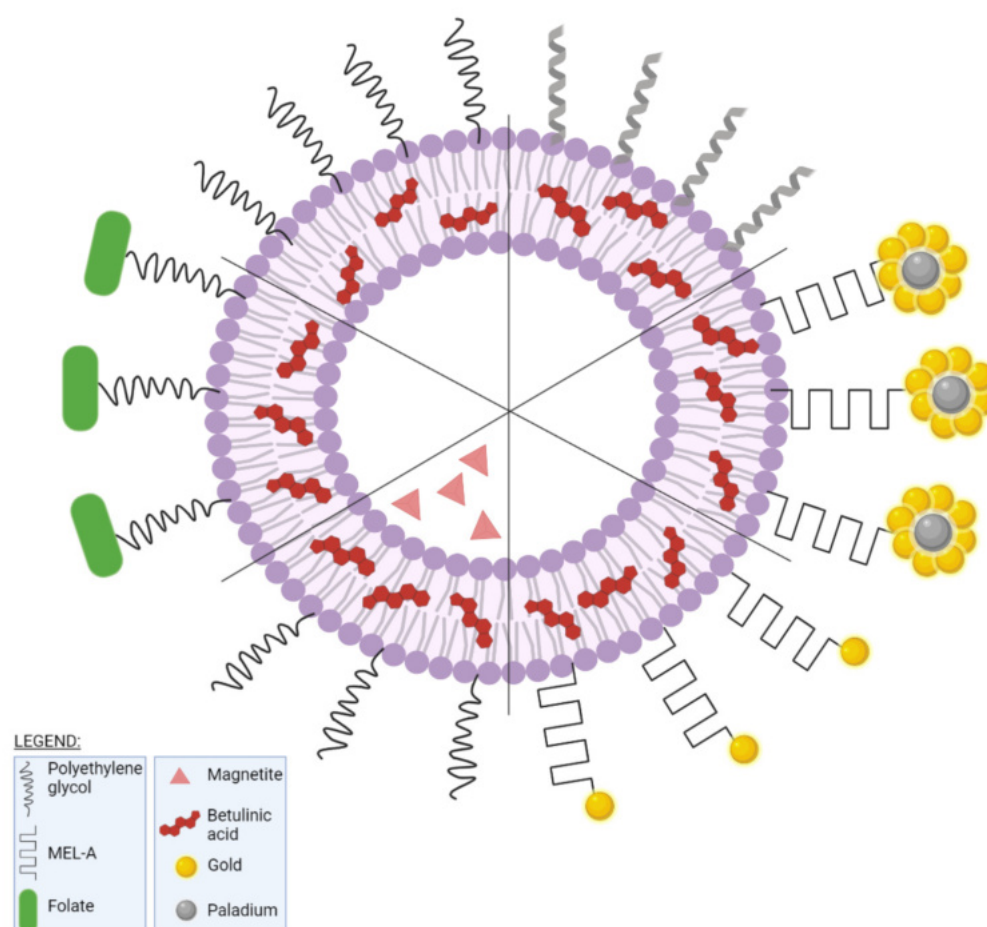 LEGEND:
Polyethylene
glycol
MEL-A
Folate
Magnetite
Betulinic
acid
Gold
Paladium